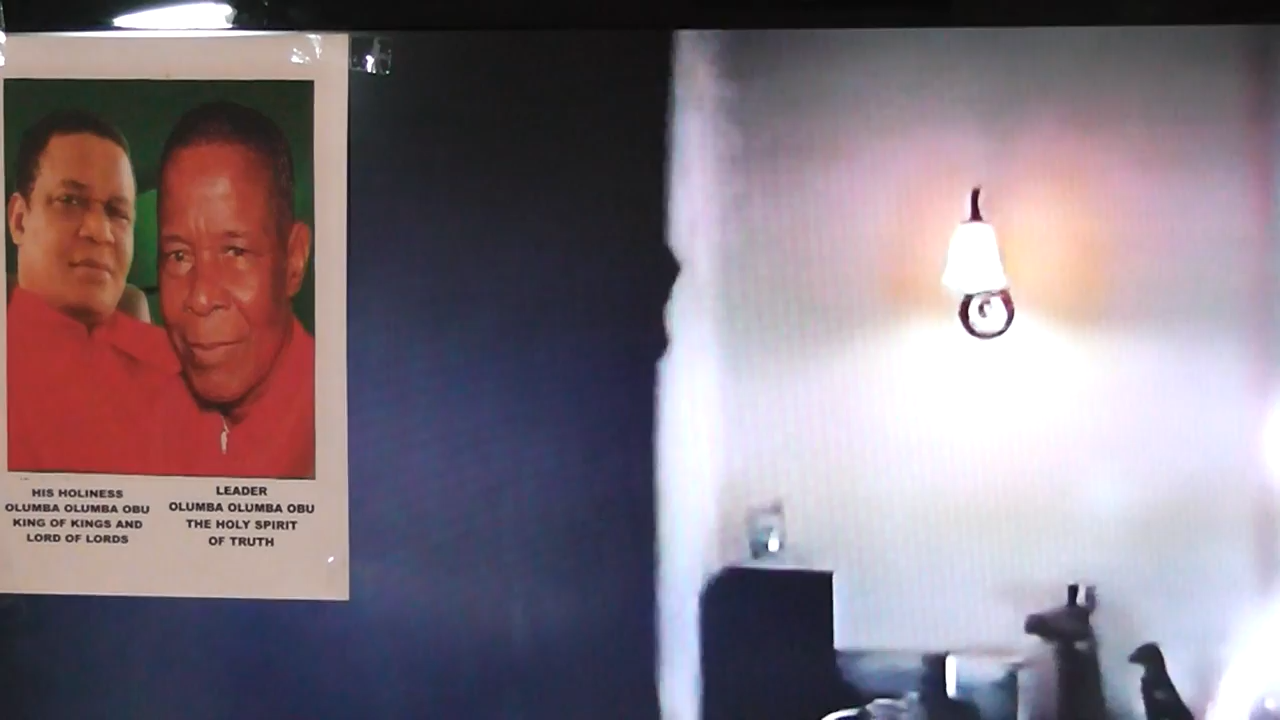 HIS HOLINESS
OLUMBA OLUMBA OBU
KING OF KINGS AND
LORD OF LORDS
LEADER
OLUMBA OLUMBA OBU
THE HOLY SPIRIT
OF TRUTH